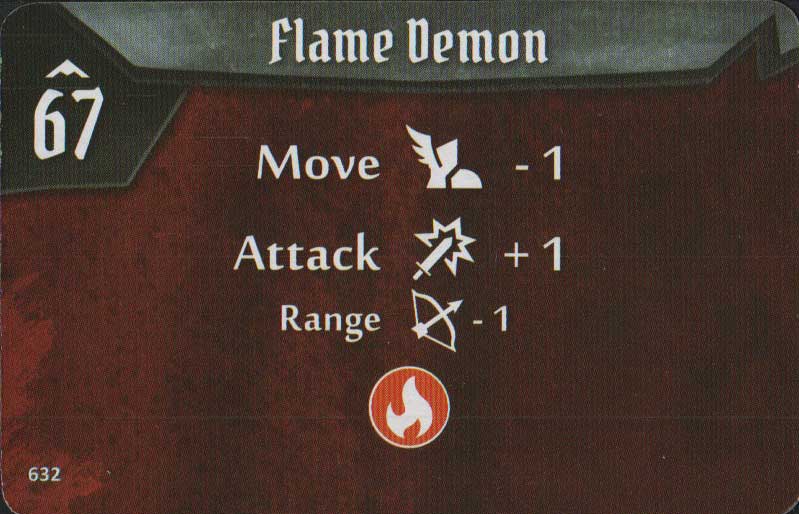 Flame Demon
67
Move - 1
Attack + 1
Range - 1
632